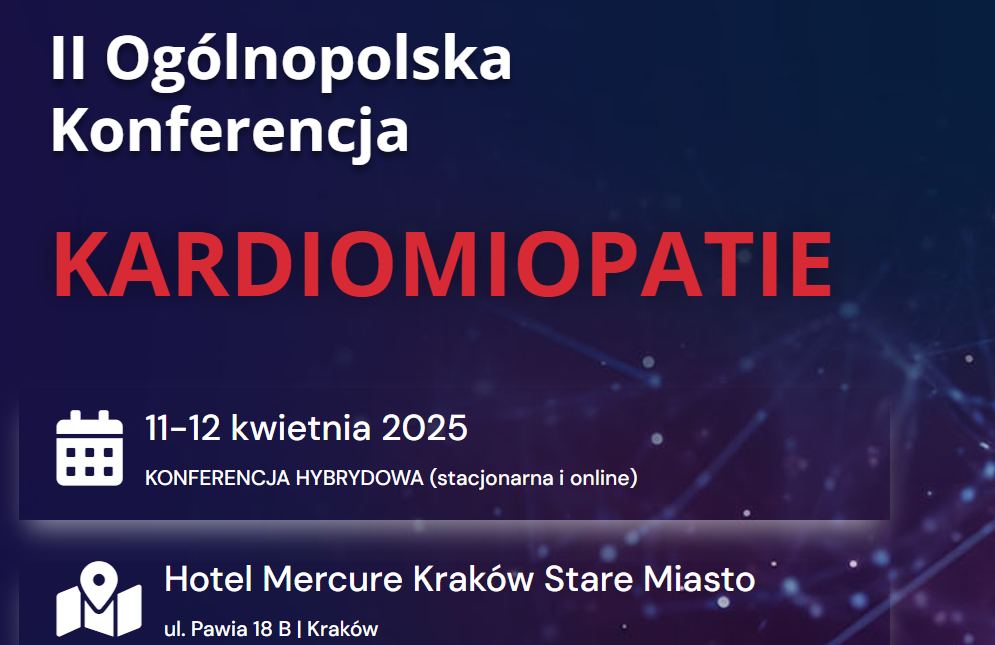 II Ogólnopolska
Konferencja
KARDIOMIOPATIE
11-12 kwietnia 2025
KONFERENCJA HYBRYDOWA (stacjonarna i online)
Hotel Mercure Kraków Stare Miasto
ul. Pawia 18 B | Kraków